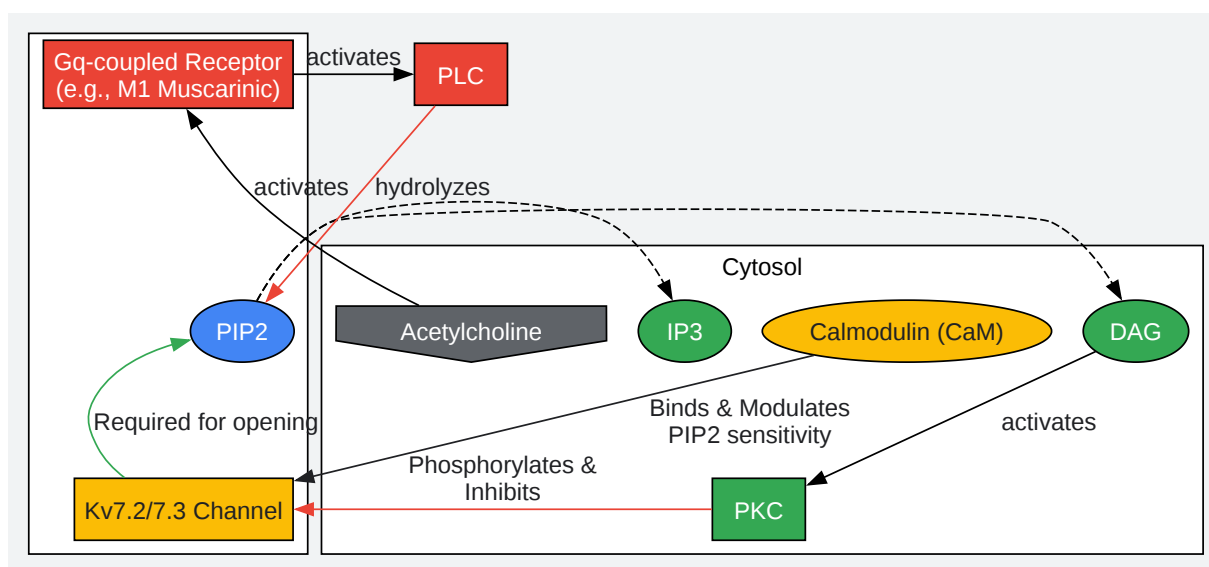 Gq-coupled Receptor
(e.g., M1 Muscarinic)
activates
PLC
activates
hydrolyzes
Cytosol
PIP2
Acetylcholine
IP3
Calmodulin (CaM)
DAG
Required for opening
Binds & Modulates
PIP2 sensitivity
activates
Phosphorylates &
Inhibits
Kv7.2/7.3 Channel
PKC